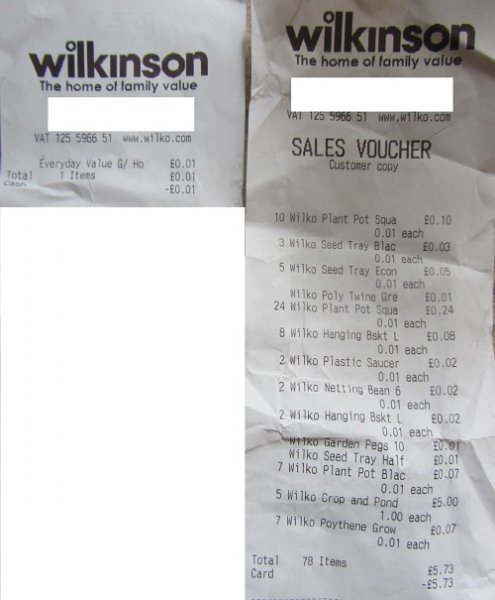 wilkinson
The home of family value
VAT 125 5966 51 www.wilko.com
Everyday Value G/ Ho £0.01
Total 1 Items £0.01
Cash -£0.01
wilkinson
The home of family value
VAT 125 5966 51 www.wilko.com
SALES VOUCHER
Customer copy
10 Wilko Plant Pot Squa £0.10
0.01 each
3 Wilko Seed Tray Blac £0.03
0.01 each
5 Wilko Seed Tray Econ £0.05
0.01 each
Wilko Poly Twine Gre £0.01
24 Wilko Plant Pot Squa £0.24
0.01 each
8 Wilko Hanging Bskt L £0.08
0.01 each
2 Wilko Plastic Saucer £0.02
0.01 each
2 Wilko Netting Bean 6 £0.02
0.01 each
2 Wilko Hanging Bskt L £0.02
0.01 each
Wilko Garden Pegs 10 £0.01
Wilko Seed Tray Half £0.01
7 Wilko Plant Pot Blac £0.07
0.01 each
5 Wilko Crop and Pond £5.00
1.00 each
7 Wilko Poythene Grow £0.07
0.01 each
Total 78 Items £5.73
Card -£5.73